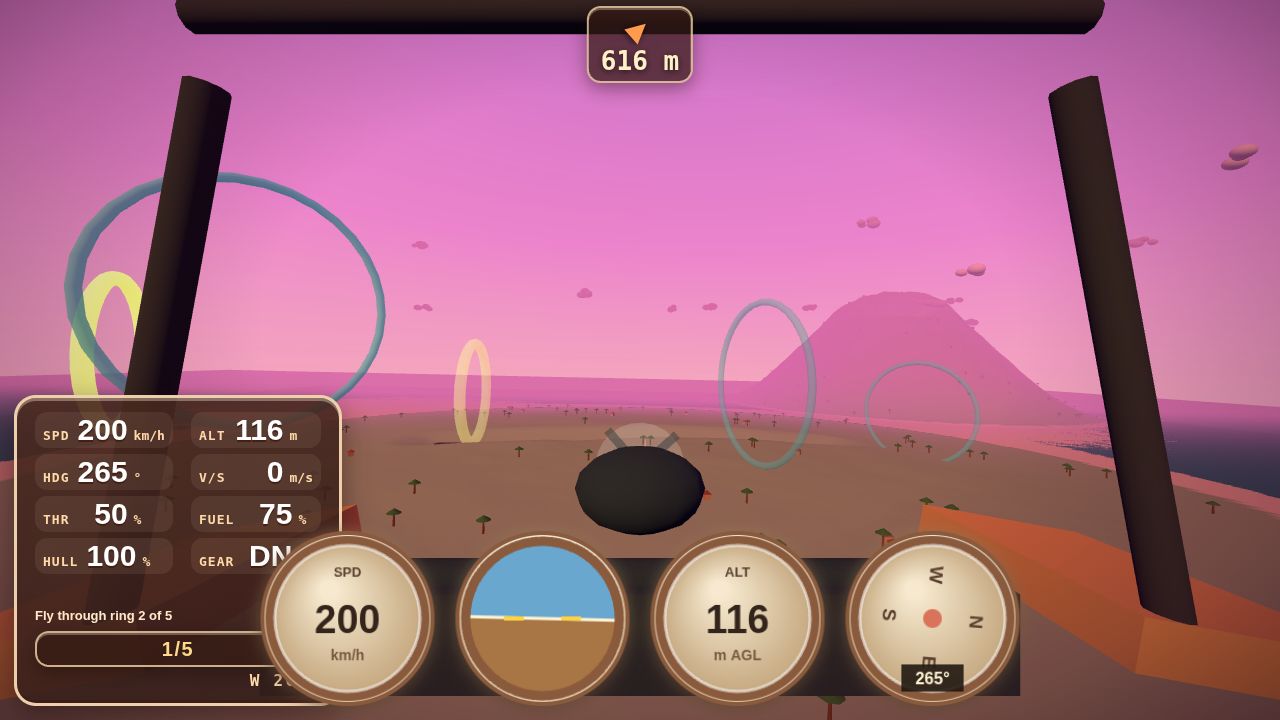 616 m
SPD 200 km/h
ALT 116 m
HDG 265 °
V/S 0 m/s
THR 50 %
FUEL 75 %
HULL 100 %
GEAR DN
Fly through ring 2 of 5
1/5
W
SPD
200
km/h
ALT
116
m AGL
W
S
N
E
265°